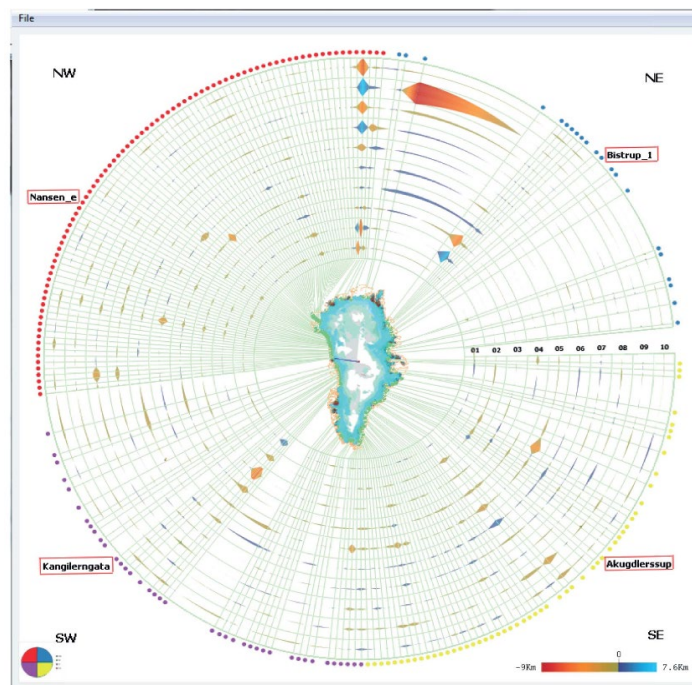 File
NW
NE
Bistrup_1
Nansen_e
01 02 03 04 05 06 07 08 09 10
Kangilerngata
Akugdlerssup
SW
SE
0
-9Km
7.6Km